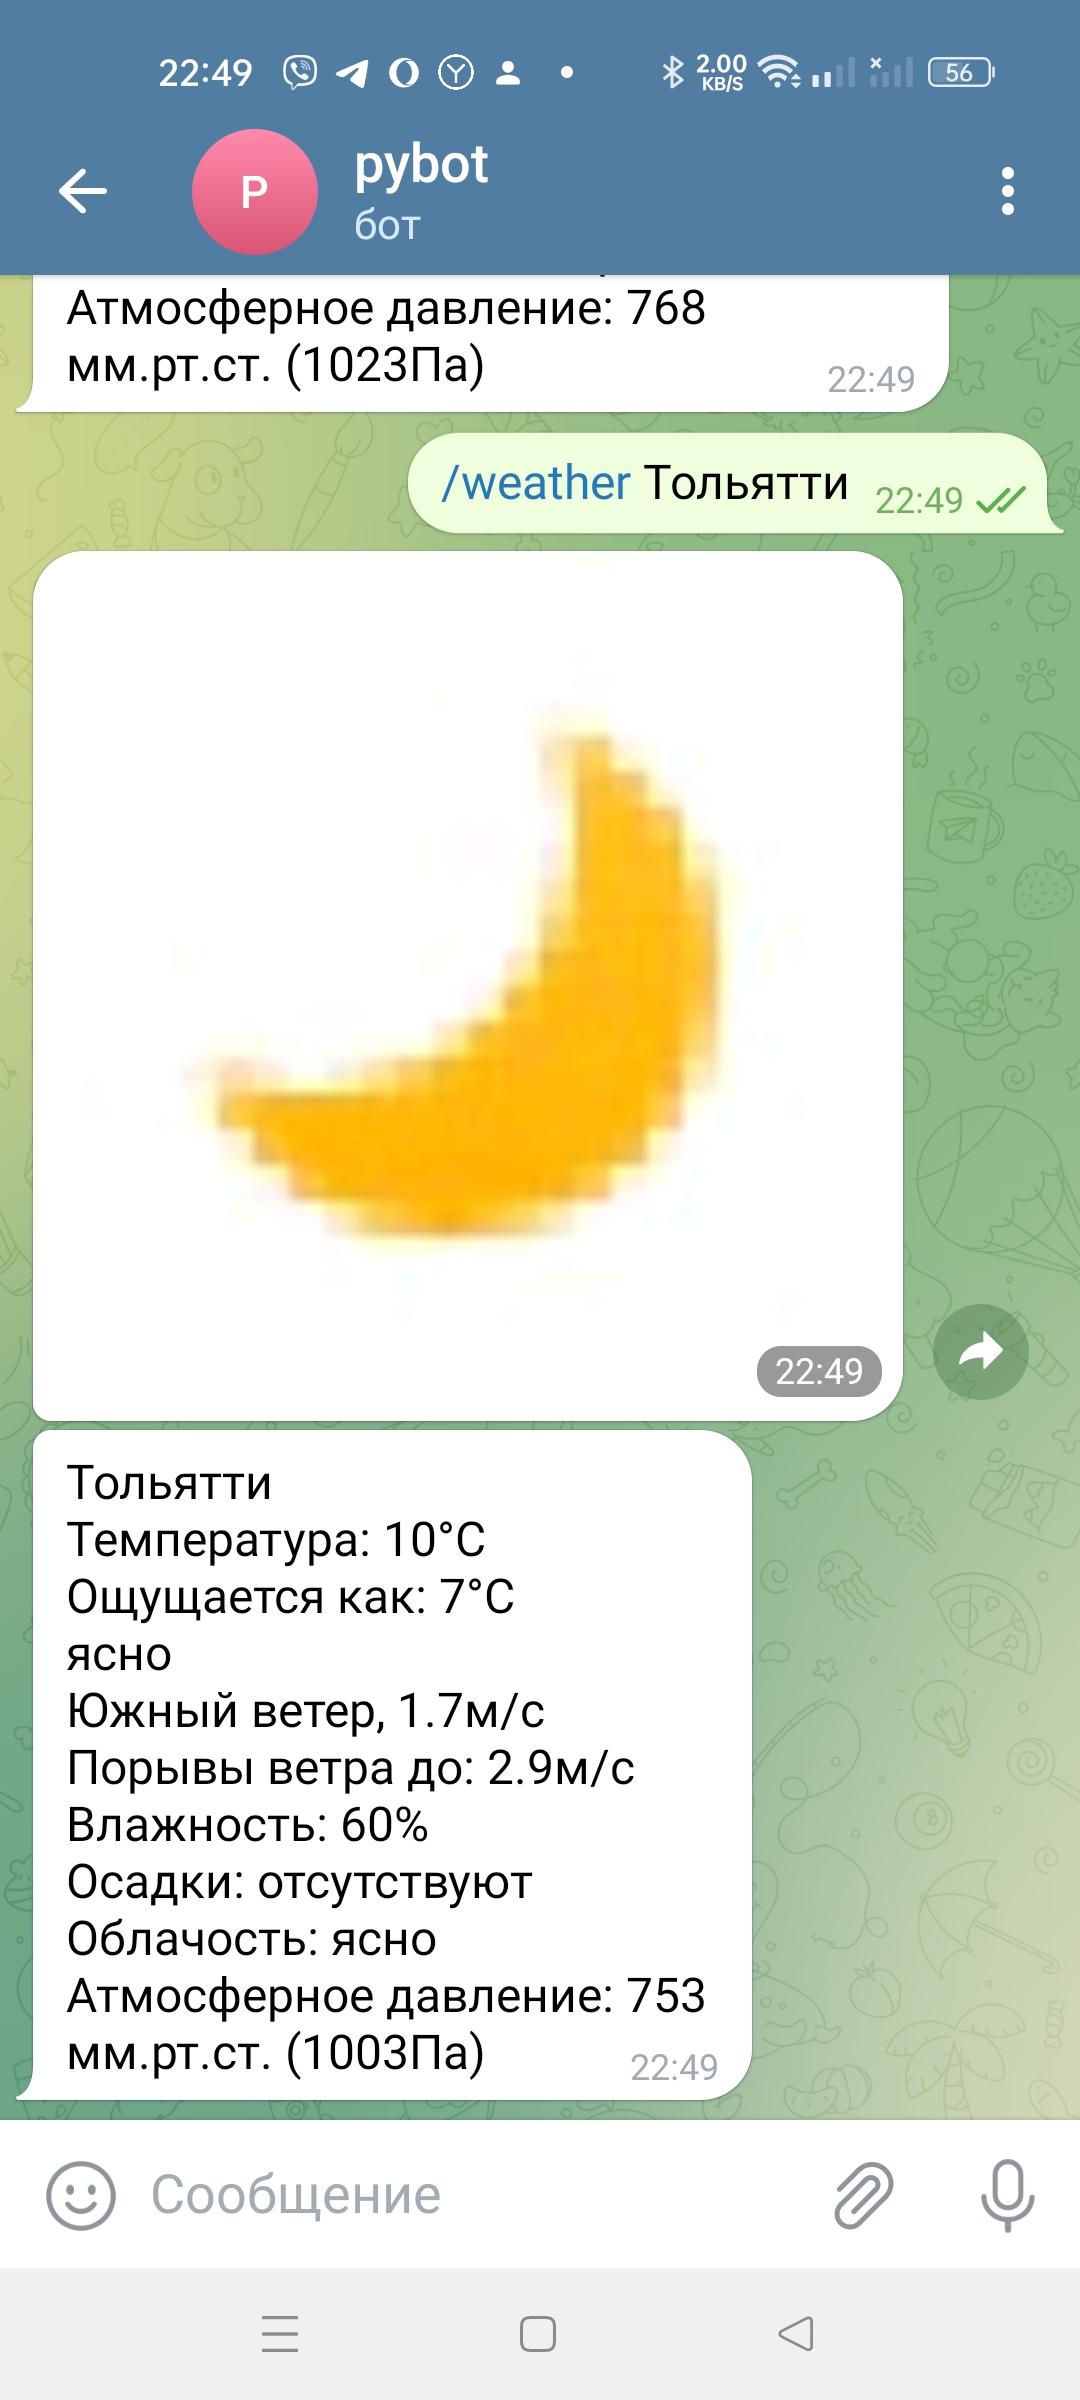 22:49
2.00
KB/S
56
P
pybot
бот
Атмосферное давление: 768
мм.рт.ст. (1023Па)
22:49
/weather Тольятти
22:49
22:49
Тольятти
Температура: 10°C
Ощущается как: 7°C
ясно
Южный ветер, 1.7м/с
Порывы ветра до: 2.9м/с
Влажность: 60%
Осадки: отсутствуют
Облачость: ясно
Атмосферное давление: 753
мм.рт.ст. (1003Па)
22:49
Сообщение